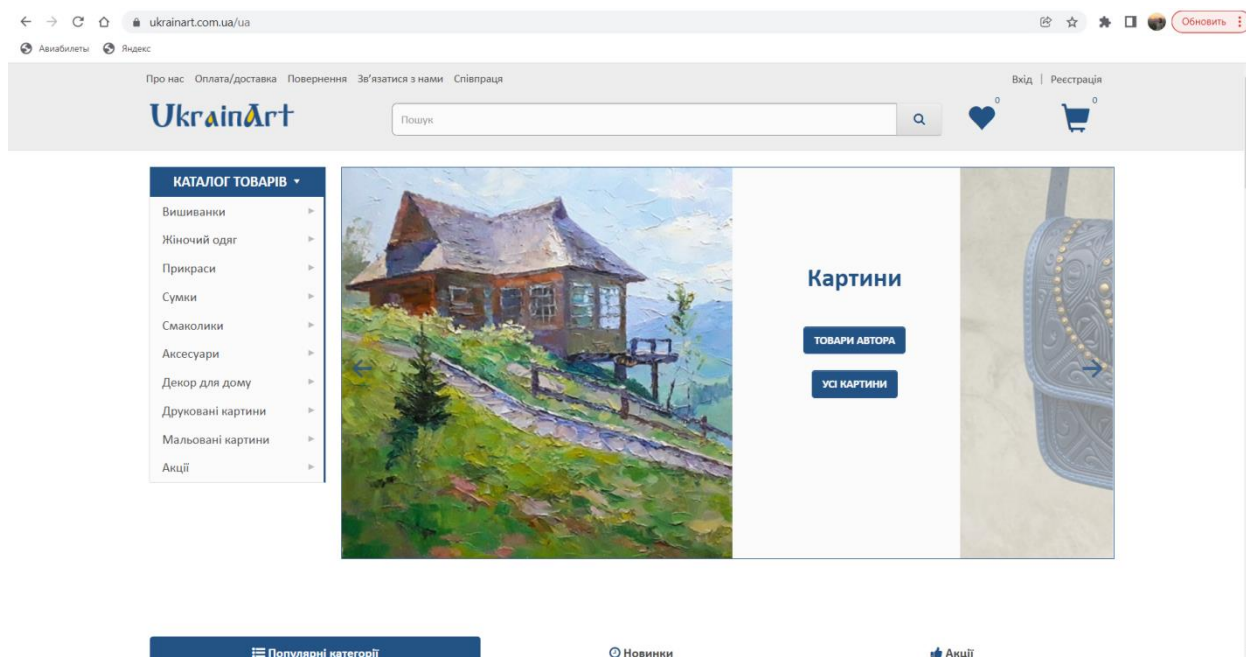 ukrainart.com.ua/ua
Обновить
Авиабилеты Яндекс
Про нас Оплата/доставка Повернення Зв'язатися з нами Співпраця Вхід | Реєстрація
UkrainArt Пошук 0 0
КАТАЛОГ ТОВАРІВ
Вишиванки
Жіночий одяг
Прикраси
Сумки
Смаколики
Аксесуари
Декор для дому
Друковані картини
Мальовані картини
Акції
Картини
ТОВАРИ АВТОРА
УСІ КАРТИНИ
Популярні категорії Новинки Акції